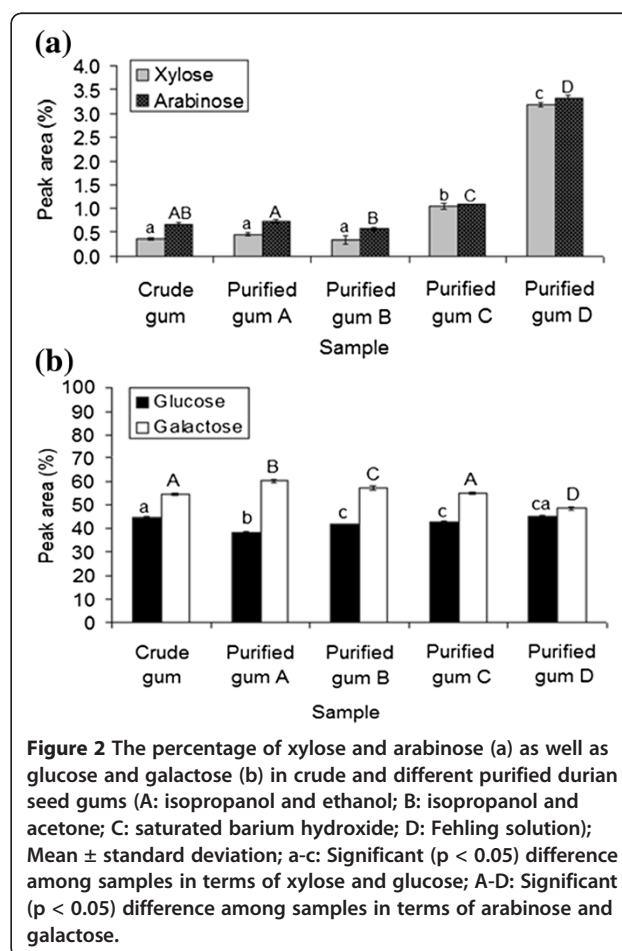 (a)
Xylose
Arabinose
Peak area (%)
4.0
3.5
3.0
2.5
2.0
1.5
1.0
0.5
0.0
a AB a A a B b C c D
Crude gum
Purified gum A
Purified gum B
Purified gum C
Purified gum D
Sample
(b)
Glucose
Galactose
Peak area (%)
100
90
80
70
60
50
40
30
20
10
0
a A b B c C c A ca D
Crude gum
Purified gum A
Purified gum B
Purified gum C
Purified gum D
Sample
Figure 2 The percentage of xylose and arabinose (a) as well as
glucose and galactose (b) in crude and different purified durian
seed gums (A: isopropanol and ethanol; B: isopropanol and
acetone; C: saturated barium hydroxide; D: Fehling solution);
Mean ± standard deviation; a-c: Significant (p < 0.05) difference
among samples in terms of xylose and glucose; A-D: Significant
(p < 0.05) difference among samples in terms of arabinose and
galactose.